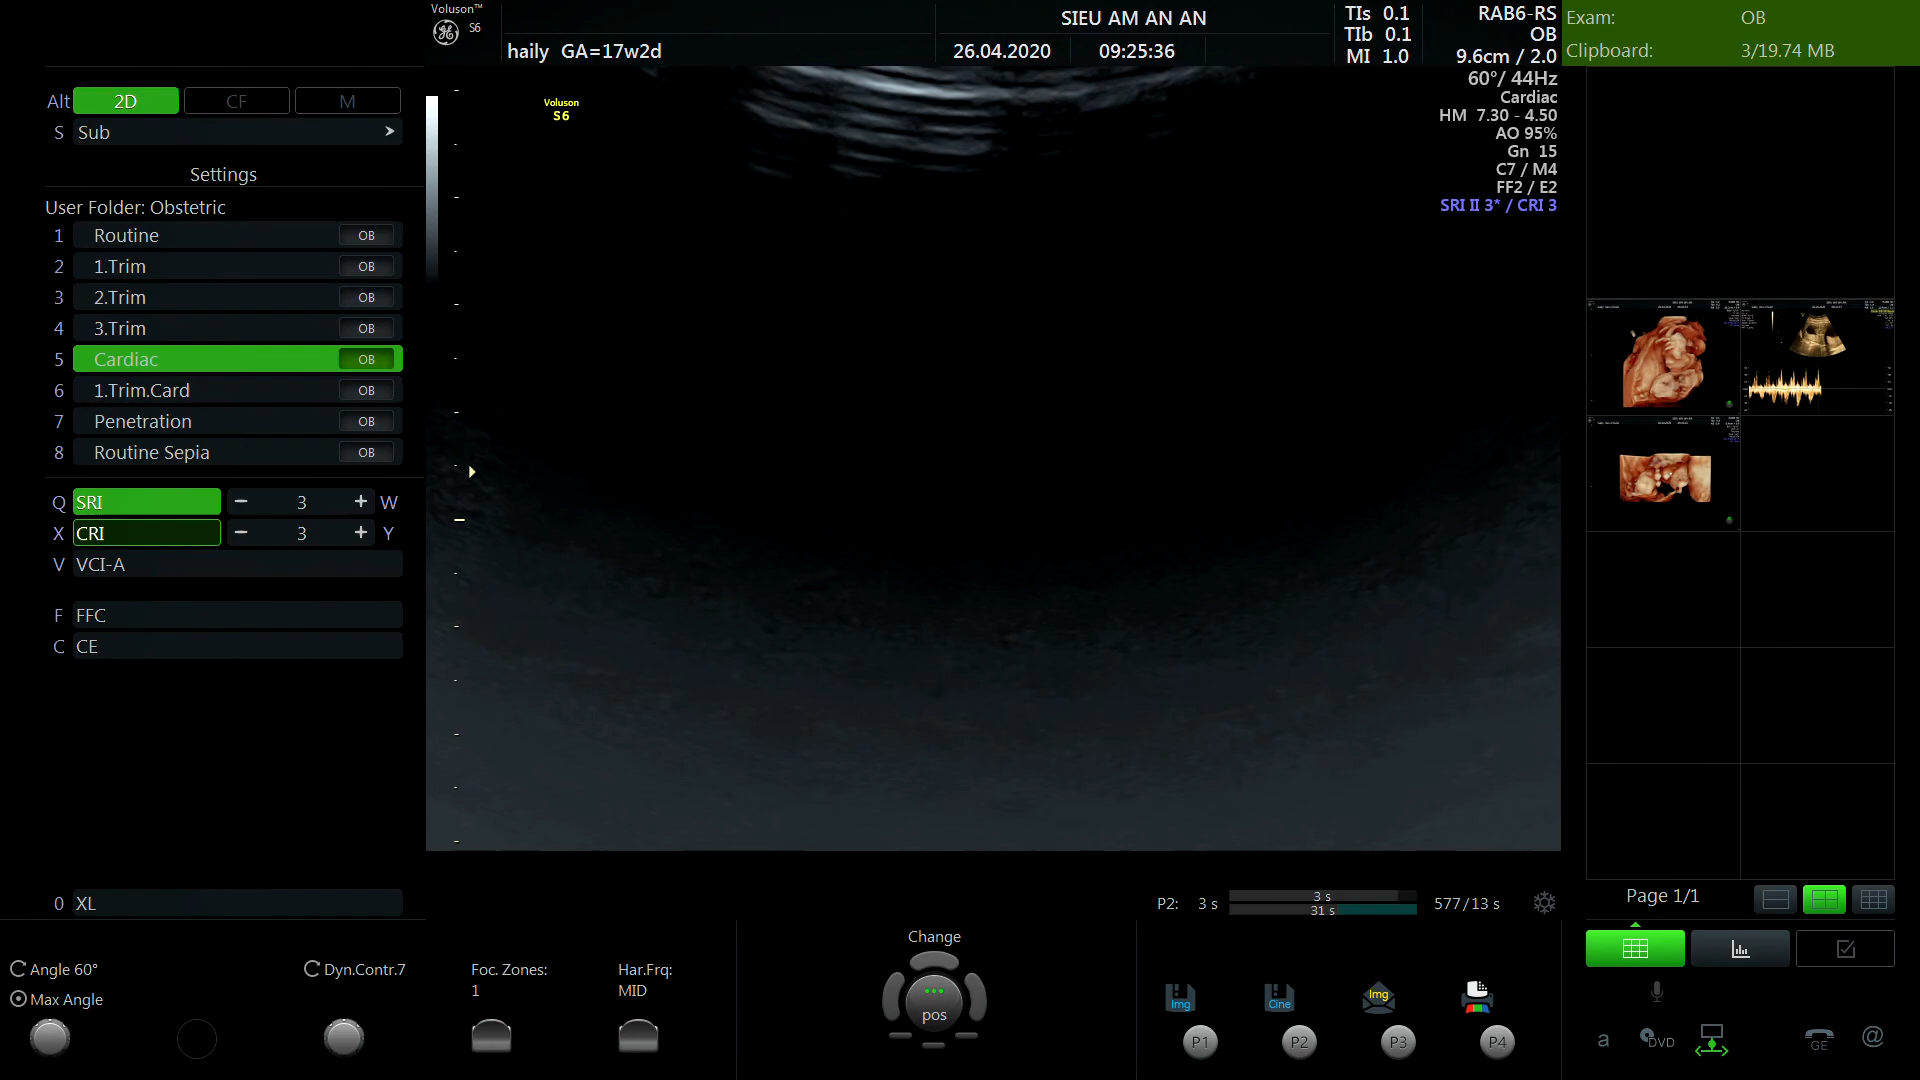 Voluson™
S6
SIEU AM AN AN
haily GA=17w2d
26.04.2020 09:25:36
TIs 0.1
TIb 0.1
MI 1.0
RAB6-RS
OB
9.6cm / 2.0
60°/ 44Hz
Cardiac
HM 7.30 - 4.50
AO 95%
Gn 15
C7 / M4
FF2 / E2
SRI II 3* / CRI 3
Exam: OB
Clipboard: 3/19.74 MB
Voluson
S6
Alt 2D CF M
S Sub >
Settings
User Folder: Obstetric
1 Routine OB
2 1.Trim OB
3 2.Trim OB
4 3.Trim OB
5 Cardiac OB
6 1.Trim.Card OB
7 Penetration OB
8 Routine Sepia OB
Q SRI − 3 + W
X CRI − 3 + Y
V VCI-A
F FFC
C CE
0 XL
P2: 3 s 3 s 577/13 s
31 s
Page 1/1
Angle 60°
Max Angle
Dyn.Contr.7
Foc. Zones:
1
Har.Frq:
MID
Change
pos
Img Cine Img
P1 P2 P3 P4
a DVD GE @